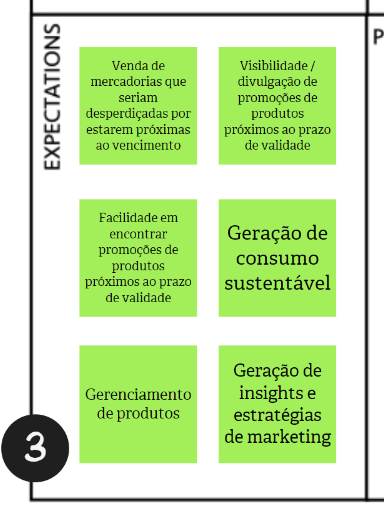 EXPECTATIONS
P
Venda de
mercadorias que
seriam
desperdiçadas por
estarem próximas
ao vencimento
Visibilidade /
divulgação de
promoções de
produtos
próximos ao prazo
de validade
Facilidade em
encontrar
promoções de
produtos
próximos ao prazo
de validade
Geração de
consumo
sustentável
Gerenciamento
de produtos
Geração de
insights e
estratégias
de marketing
3